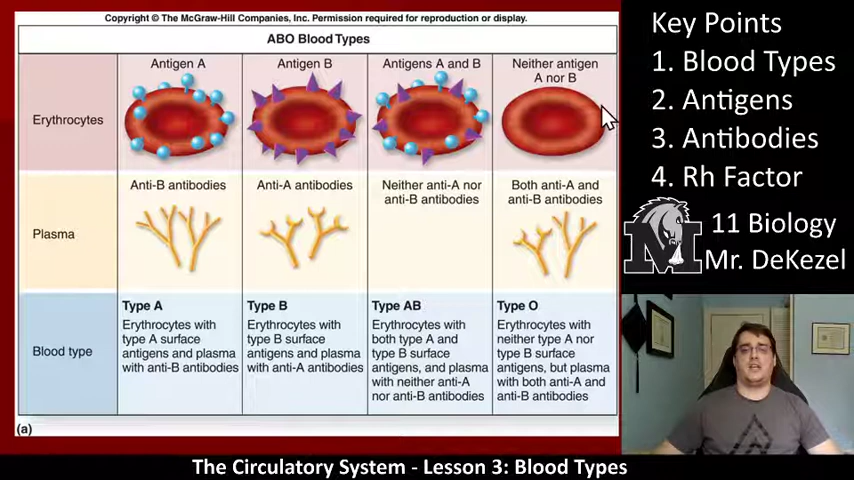 Copyright © The McGraw-Hill Companies, Inc. Permission required for reproduction or display.
ABO Blood Types
Antigen A
Antigen B
Antigens A and B
Neither antigen
A nor B
Erythrocytes
Anti-B antibodies
Anti-A antibodies
Neither anti-A nor
anti-B antibodies
Both anti-A and
anti-B antibodies
Plasma
Blood type
Type A
Erythrocytes with
type A surface
antigens and plasma
with anti-B antibodies
Type B
Erythrocytes with
type B surface
antigens and plasma
with anti-A antibodies
Type AB
Erythrocytes with
both type A and
type B surface
antigens, and plasma
with neither anti-A
nor anti-B antibodies
Type O
Erythrocytes with
neither type A nor
type B surface
antigens, but plasma
with both anti-A and
anti-B antibodies
(a)
Key Points
1. Blood Types
2. Antigens
3. Antibodies
4. Rh Factor
M
11 Biology
Mr. DeKezel
The Circulatory System - Lesson 3: Blood Types